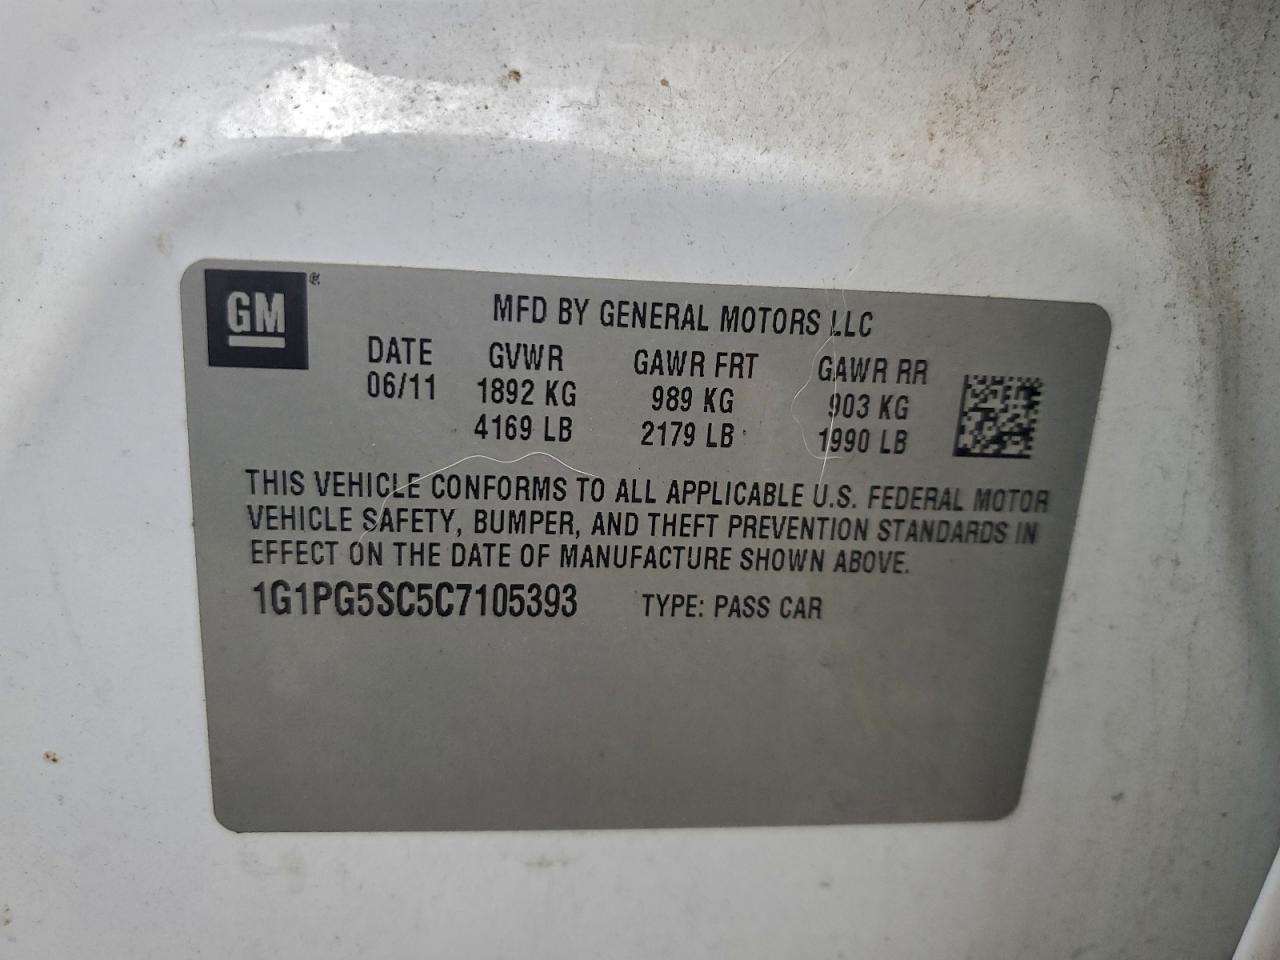 GM ®
MFD BY GENERAL MOTORS LLC
DATE GVWR GAWR FRT GAWR RR
06/11 1892 KG 989 KG 903 KG
4169 LB 2179 LB 1990 LB
THIS VEHICLE CONFORMS TO ALL APPLICABLE U.S. FEDERAL MOTOR
VEHICLE SAFETY, BUMPER, AND THEFT PREVENTION STANDARDS IN
EFFECT ON THE DATE OF MANUFACTURE SHOWN ABOVE.
1G1PG5SC5C7105393 TYPE: PASS CAR